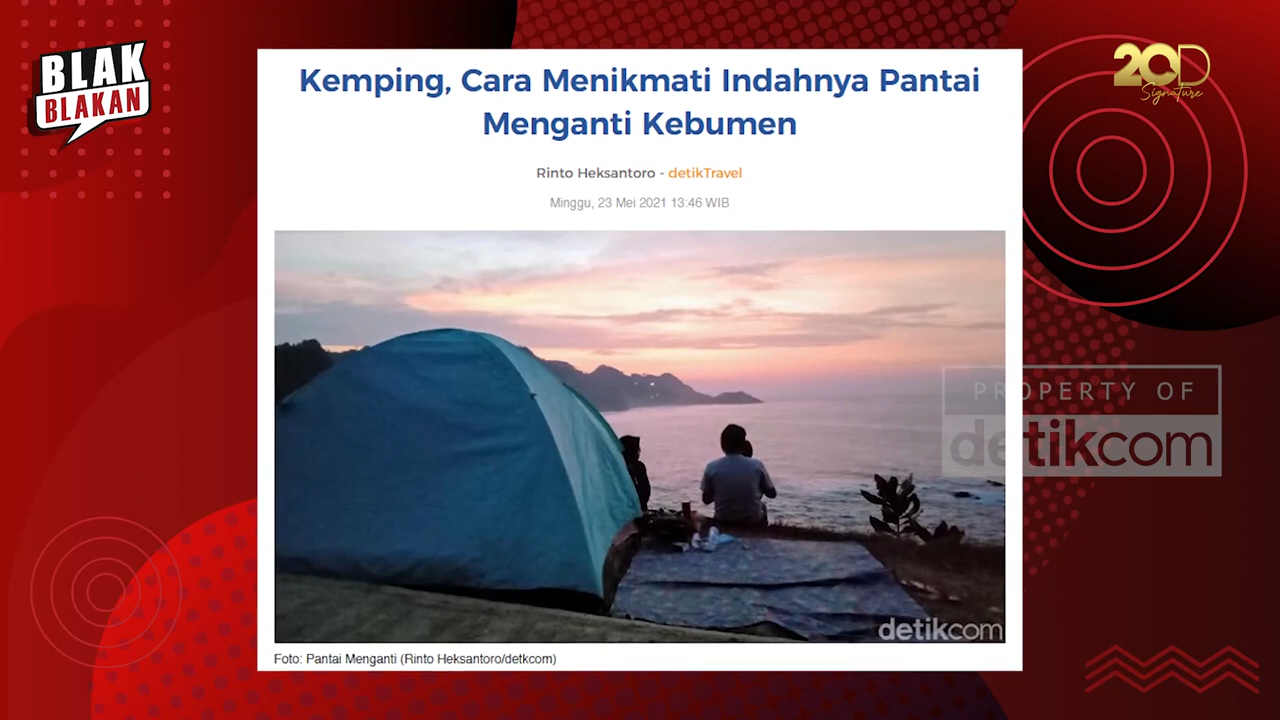 BLAK
BLAKAN
20D
Signature
Kemping, Cara Menikmati Indahnya Pantai
Menganti Kebumen
Rinto Heksantoro - detikTravel
Minggu, 23 Mei 2021 13:46 WIB
PROPERTY OF
detikcom
detikcom
Foto: Pantai Menganti (Rinto Heksantoro/detkcom)